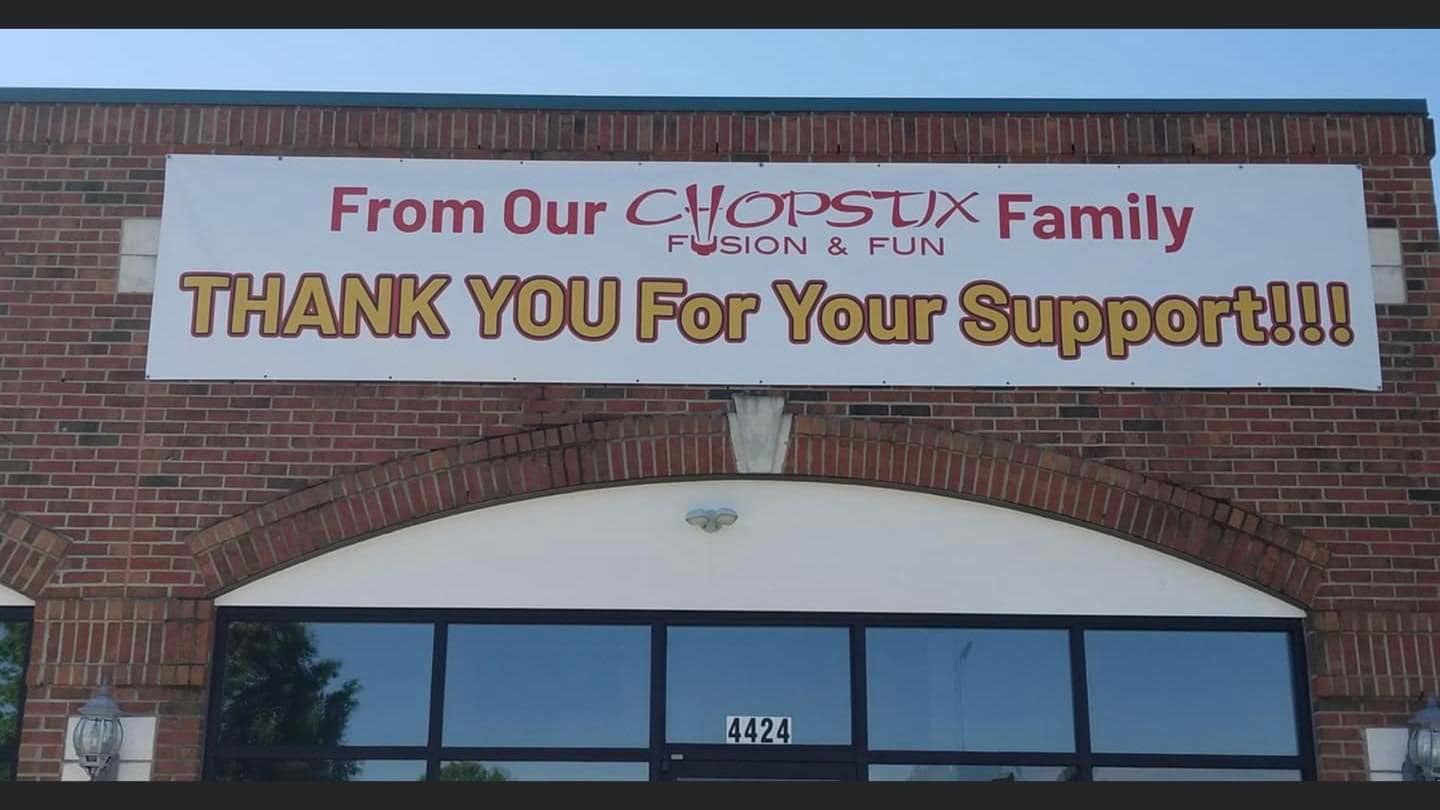 From Our CHOPSTIX Family
FUSION & FUN
THANK YOU For Your Support!!!
4424